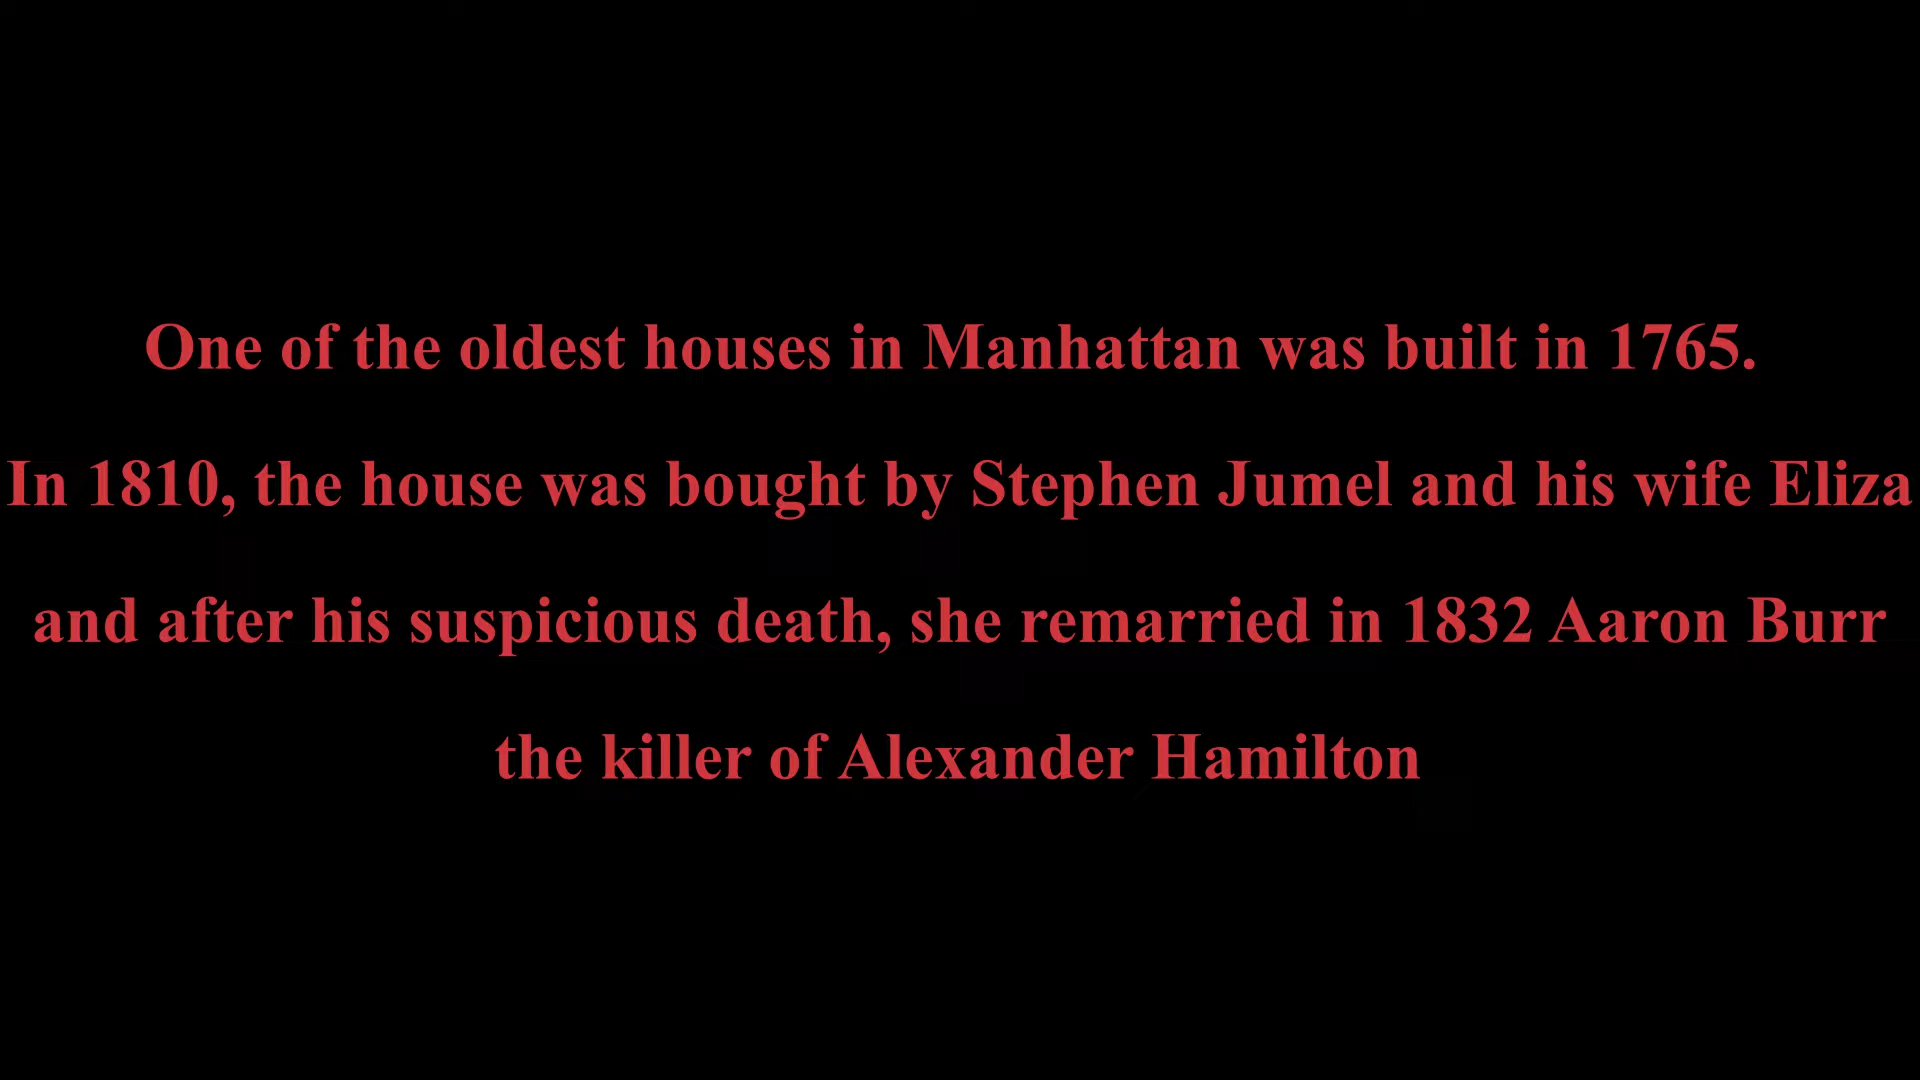 One of the oldest houses in Manhattan was built in 1765.
In 1810, the house was bought by Stephen Jumel and his wife Eliza
and after his suspicious death, she remarried in 1832 Aaron Burr
the killer of Alexander Hamilton